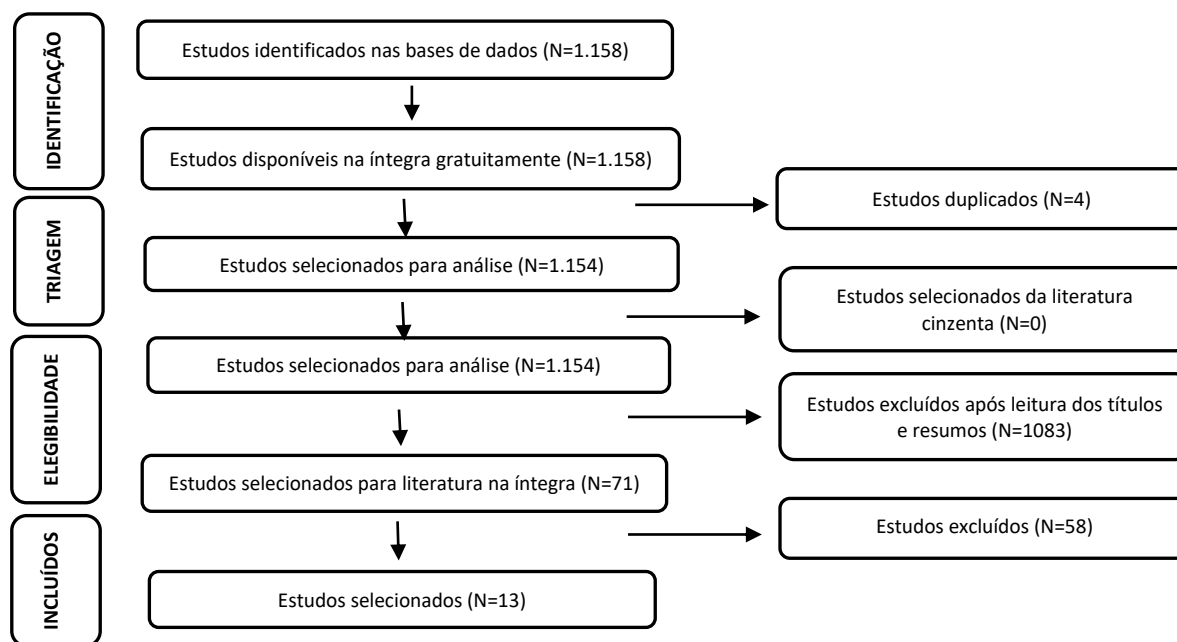 IDENTIFICAÇÃO
Estudos identificados nas bases de dados (N=1.158)
Estudos disponíveis na íntegra gratuitamente (N=1.158)
Estudos duplicados (N=4)
TRIAGEM
Estudos selecionados para análise (N=1.154)
Estudos selecionados da literatura
cinzenta (N=0)
ELEGIBILIDADE
Estudos selecionados para análise (N=1.154)
Estudos excluídos após leitura dos títulos
e resumos (N=1083)
Estudos selecionados para literatura na íntegra (N=71)
Estudos excluídos (N=58)
INCLUÍDOS
Estudos selecionados (N=13)